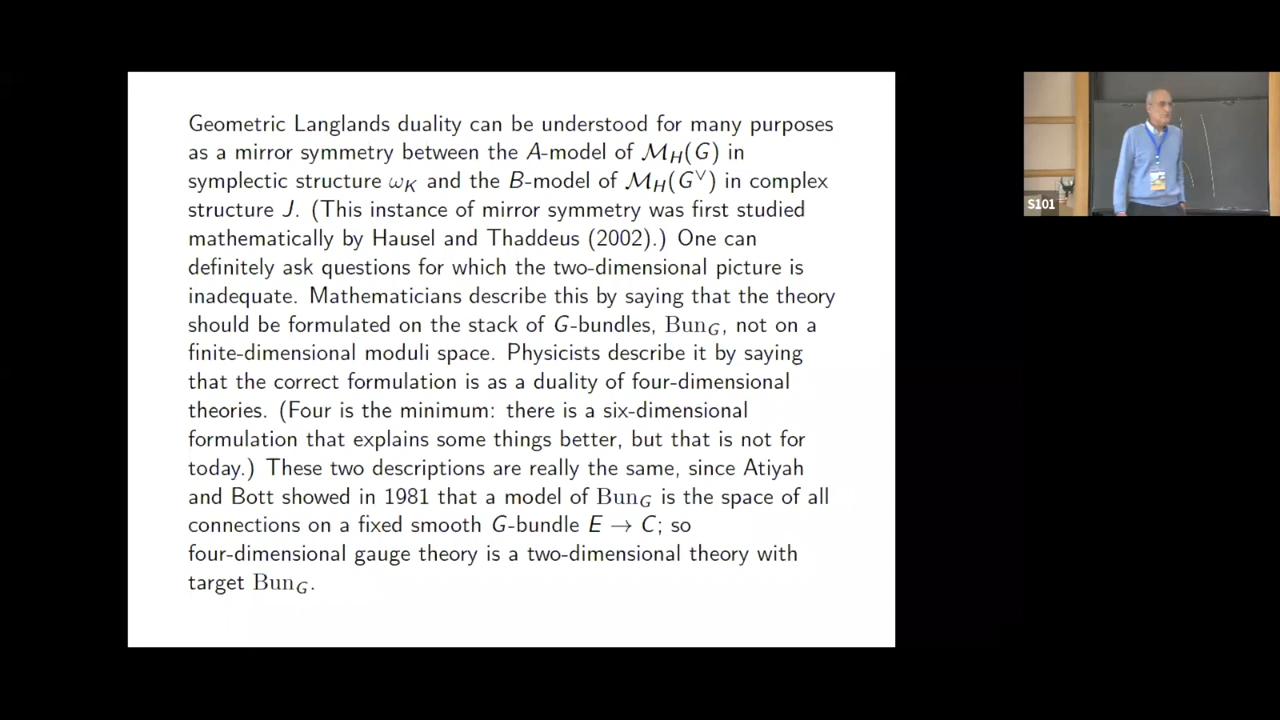 Geometric Langlands duality can be understood for many purposes
as a mirror symmetry between the A-model of ℳ_H(G) in
symplectic structure ω_K and the B-model of ℳ_H(G^∨) in complex
structure J. (This instance of mirror symmetry was first studied
mathematically by Hausel and Thaddeus (2002).) One can
definitely ask questions for which the two-dimensional picture is
inadequate. Mathematicians describe this by saying that the theory
should be formulated on the stack of G-bundles, Bun_G, not on a
finite-dimensional moduli space. Physicists describe it by saying
that the correct formulation is as a duality of four-dimensional
theories. (Four is the minimum: there is a six-dimensional
formulation that explains some things better, but that is not for
today.) These two descriptions are really the same, since Atiyah
and Bott showed in 1981 that a model of Bun_G is the space of all
connections on a fixed smooth G-bundle E → C; so
four-dimensional gauge theory is a two-dimensional theory with
target Bun_G.
S101